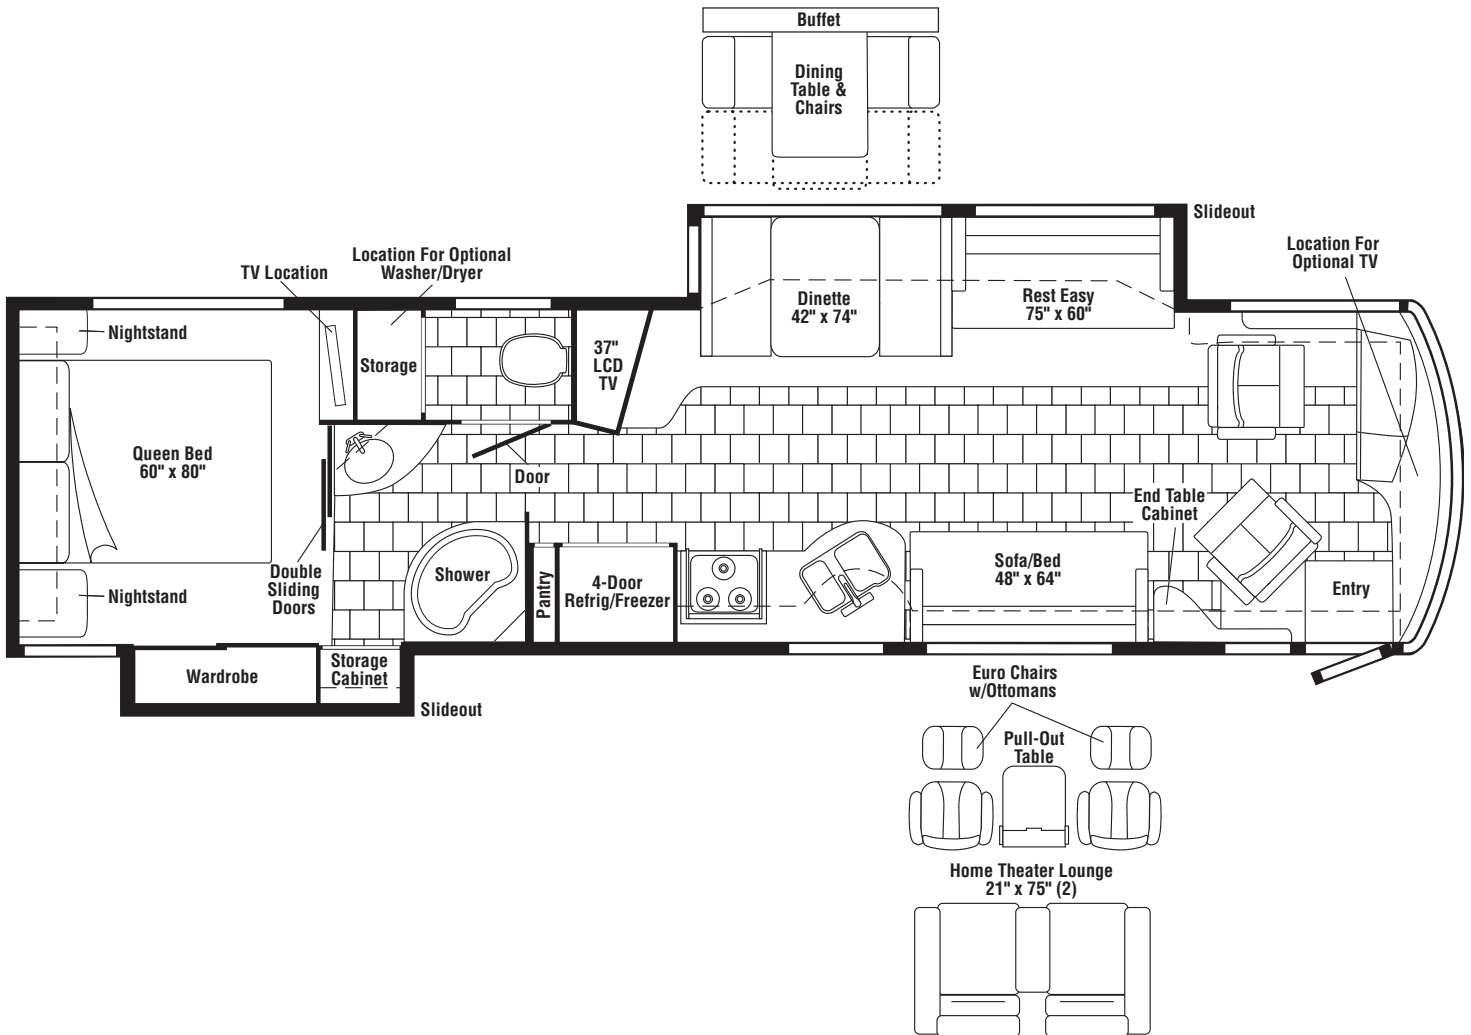 Buffet
Dining
Table &
Chairs
Slideout
Location For
Optional TV
Location For Optional
Washer/Dryer
TV Location
Nightstand
Storage
37"
LCD
TV
Dinette
42" x 74"
Rest Easy
75" x 60"
Queen Bed
60" x 80"
Door
End Table
Cabinet
Double
Sliding
Doors
Shower
Pantry
4-Door
Refrig/Freezer
Sofa/Bed
48" x 64"
Entry
Nightstand
Wardrobe
Storage
Cabinet
Slideout
Euro Chairs
w/Ottomans
Pull-Out
Table
Home Theater Lounge
21" x 75" (2)